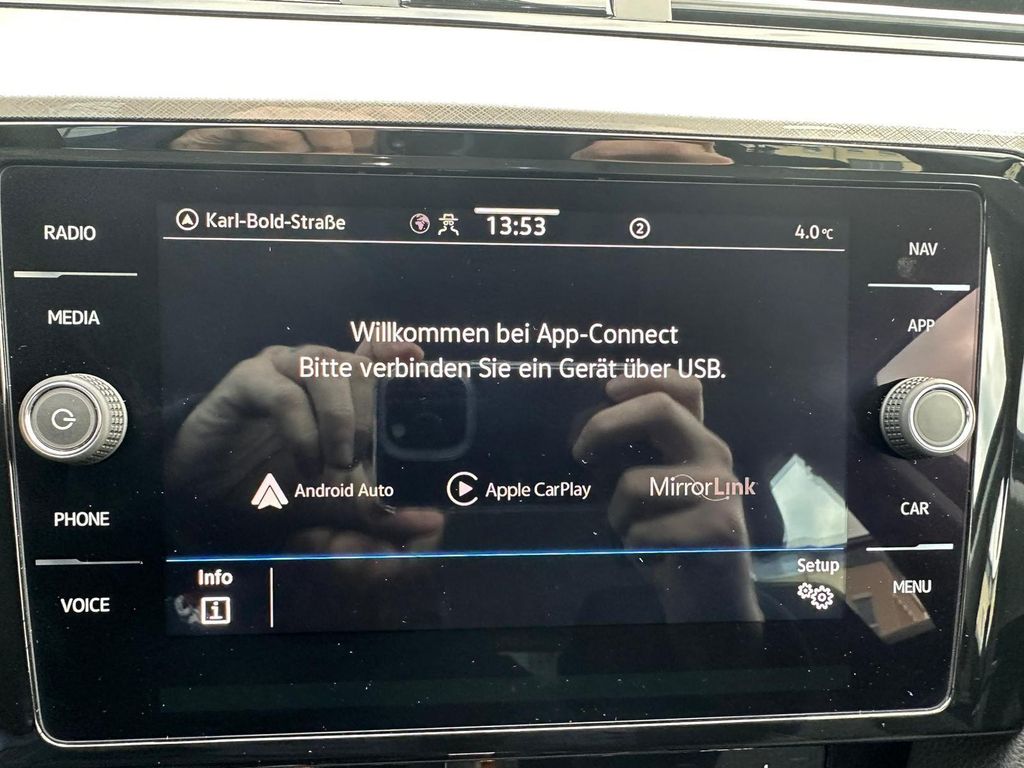 Karl-Bold-Straße 13:53 2 4.0°C
RADIO
MEDIA
PHONE
VOICE
Willkommen bei App-Connect
Bitte verbinden Sie ein Gerät über USB.
Android Auto Apple CarPlay MirrorLink
Info i
Setup
NAV
APP
CAR
MENU